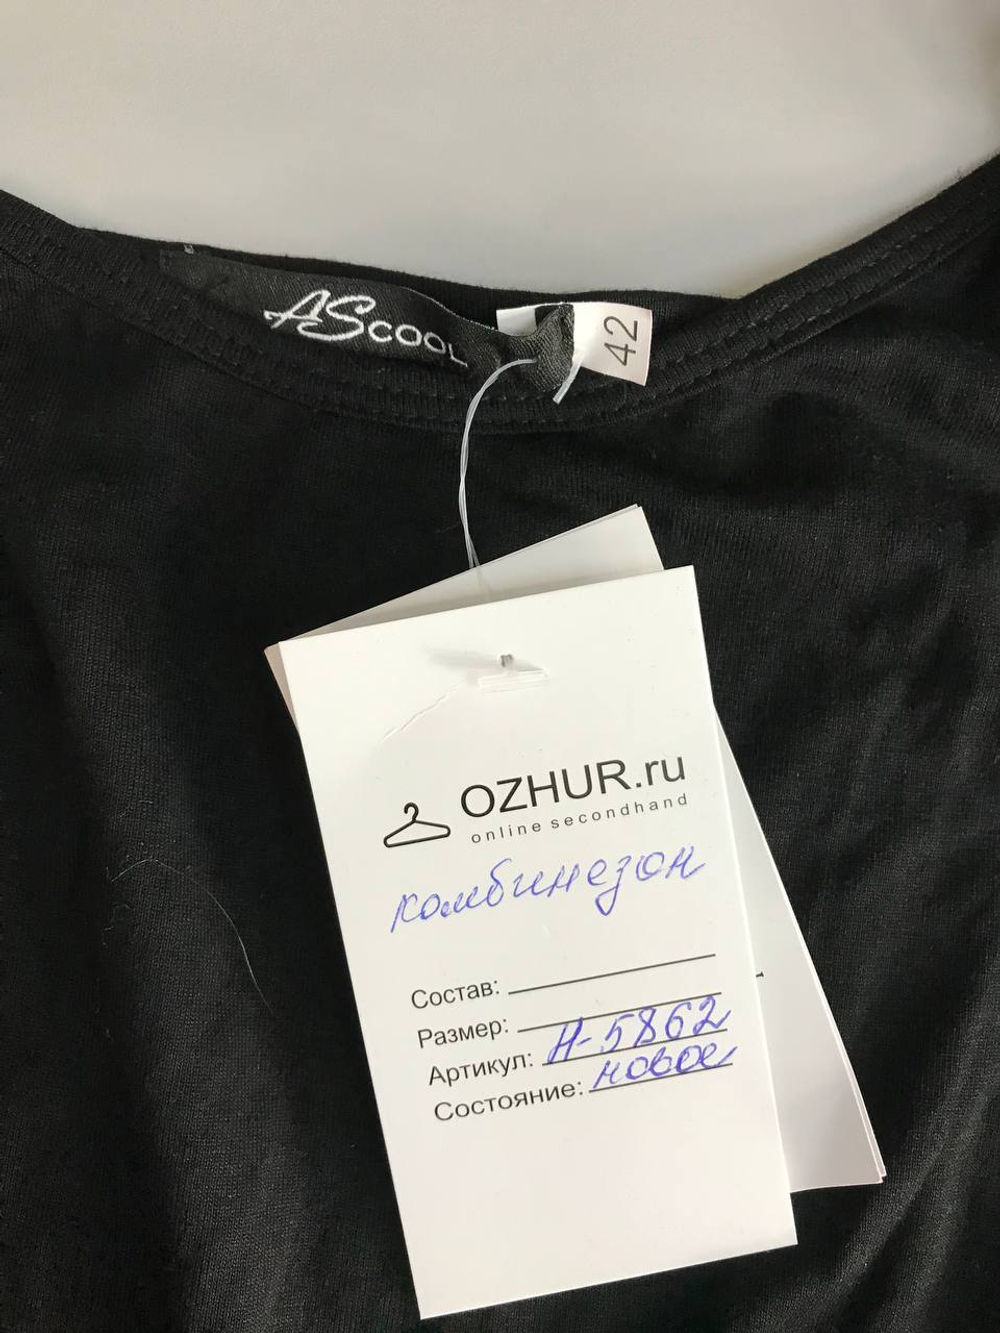 AScool
42
OZHUR.ru
online secondhand
комбинезон
Состав:
Размер:
Артикул: Н-5862
Состояние: новое